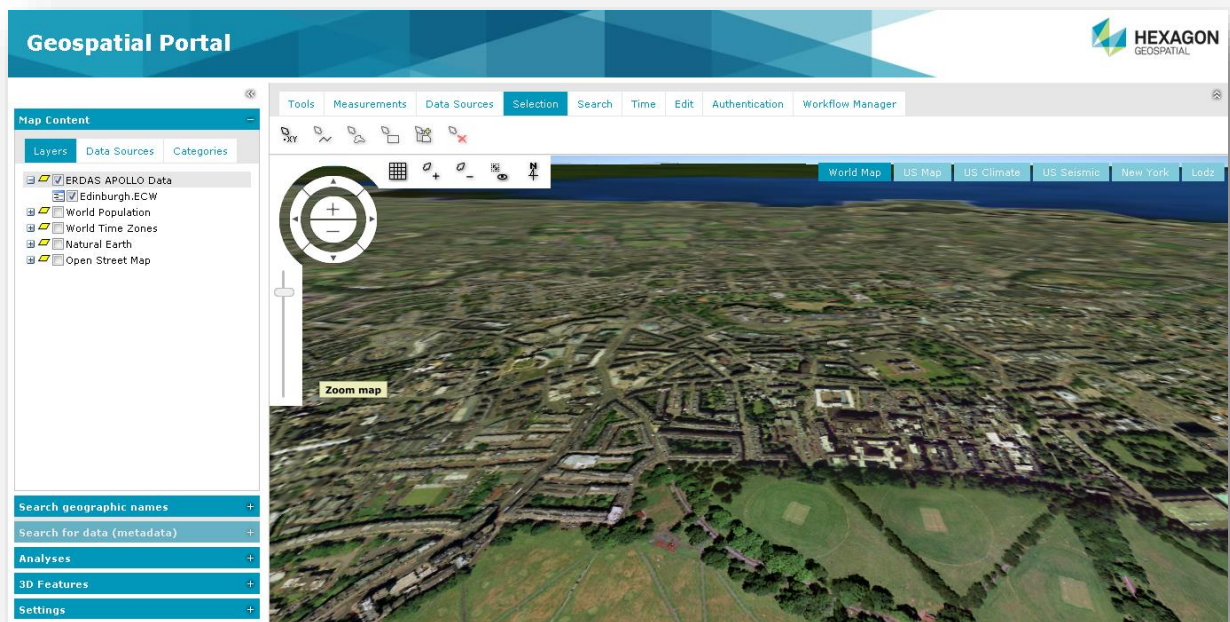 Geospatial Portal
HEXAGON
GEOSPATIAL
Tools Measurements Data Sources Selection Search Time Edit Authentication Workflow Manager
Map Content
Layers Data Sources Categories
ERDAS APOLLO Data
Edinburgh.ECW
World Population
World Time Zones
Natural Earth
Open Street Map
XY
N
World Map US Map US Climate US Seismic New York Lodz
Zoom map
Search geographic names
Search for data (metadata)
Analyses
3D Features
Settings